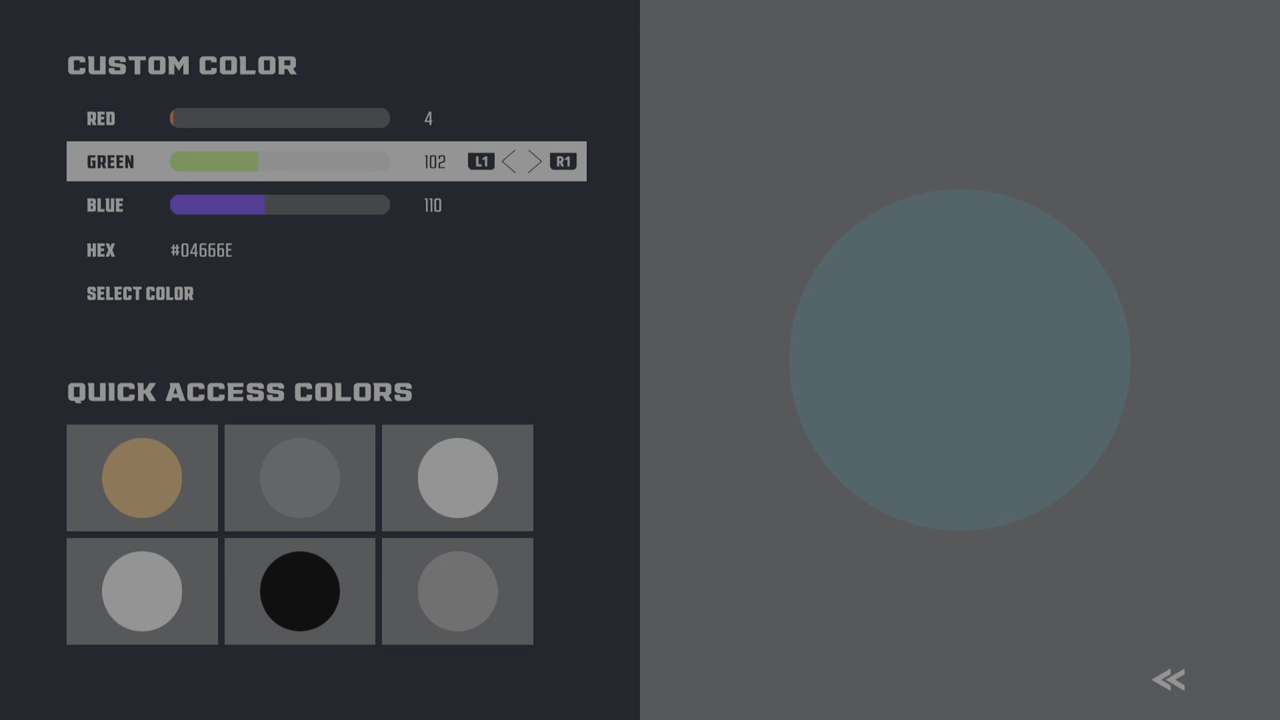 CUSTOM COLOR
RED 4
GREEN 102 L1 R1
BLUE 110
HEX #04666E
SELECT COLOR
QUICK ACCESS COLORS